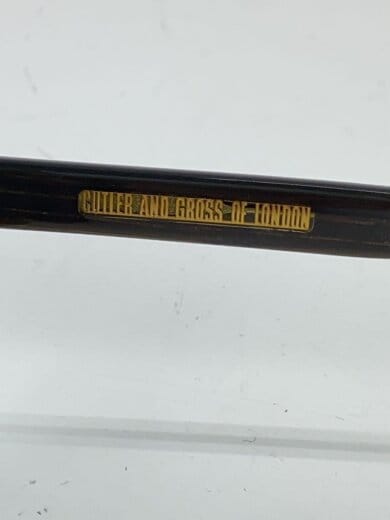 CUTLER AND GROSS OF LONDON